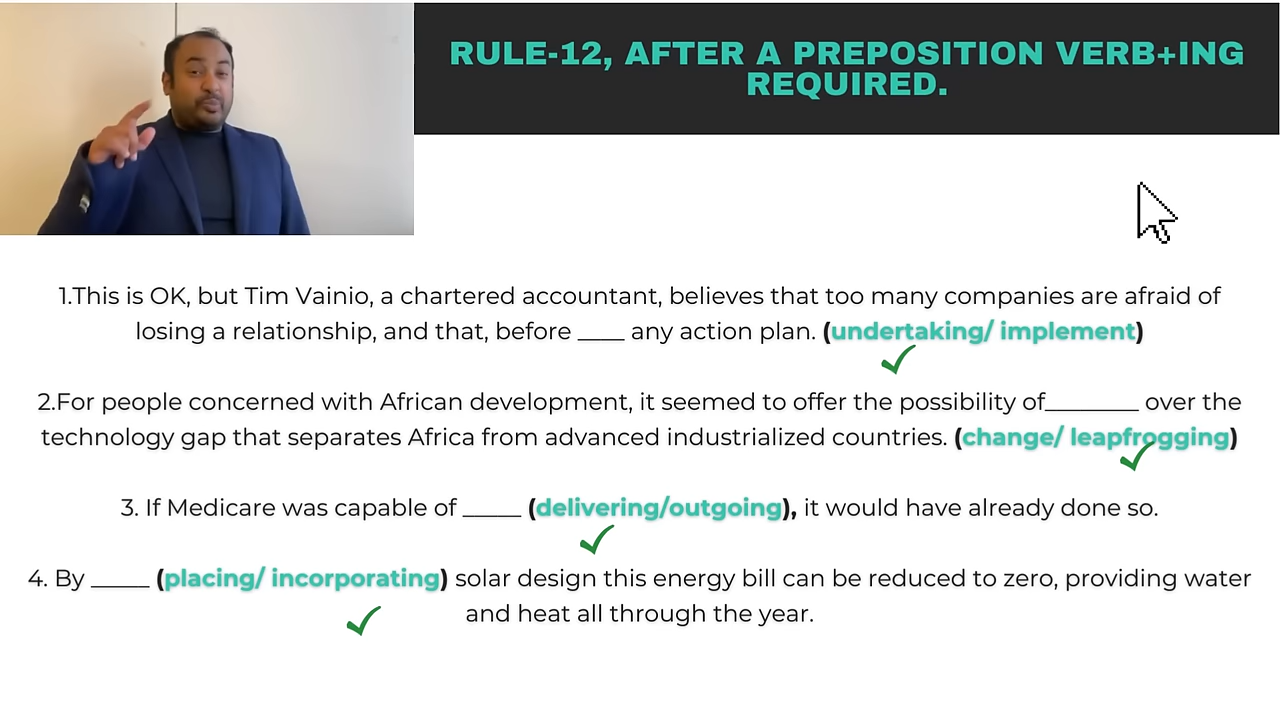 RULE-12, AFTER A PREPOSITION VERB+ING
REQUIRED.
1.This is OK, but Tim Vainio, a chartered accountant, believes that too many companies are afraid of
losing a relationship, and that, before ____ any action plan. (undertaking/ implement)
2.For people concerned with African development, it seemed to offer the possibility of________ over the
technology gap that separates Africa from advanced industrialized countries. (change/ leapfrogging)
3. If Medicare was capable of _____ (delivering/outgoing), it would have already done so.
4. By _____ (placing/ incorporating) solar design this energy bill can be reduced to zero, providing water
and heat all through the year.